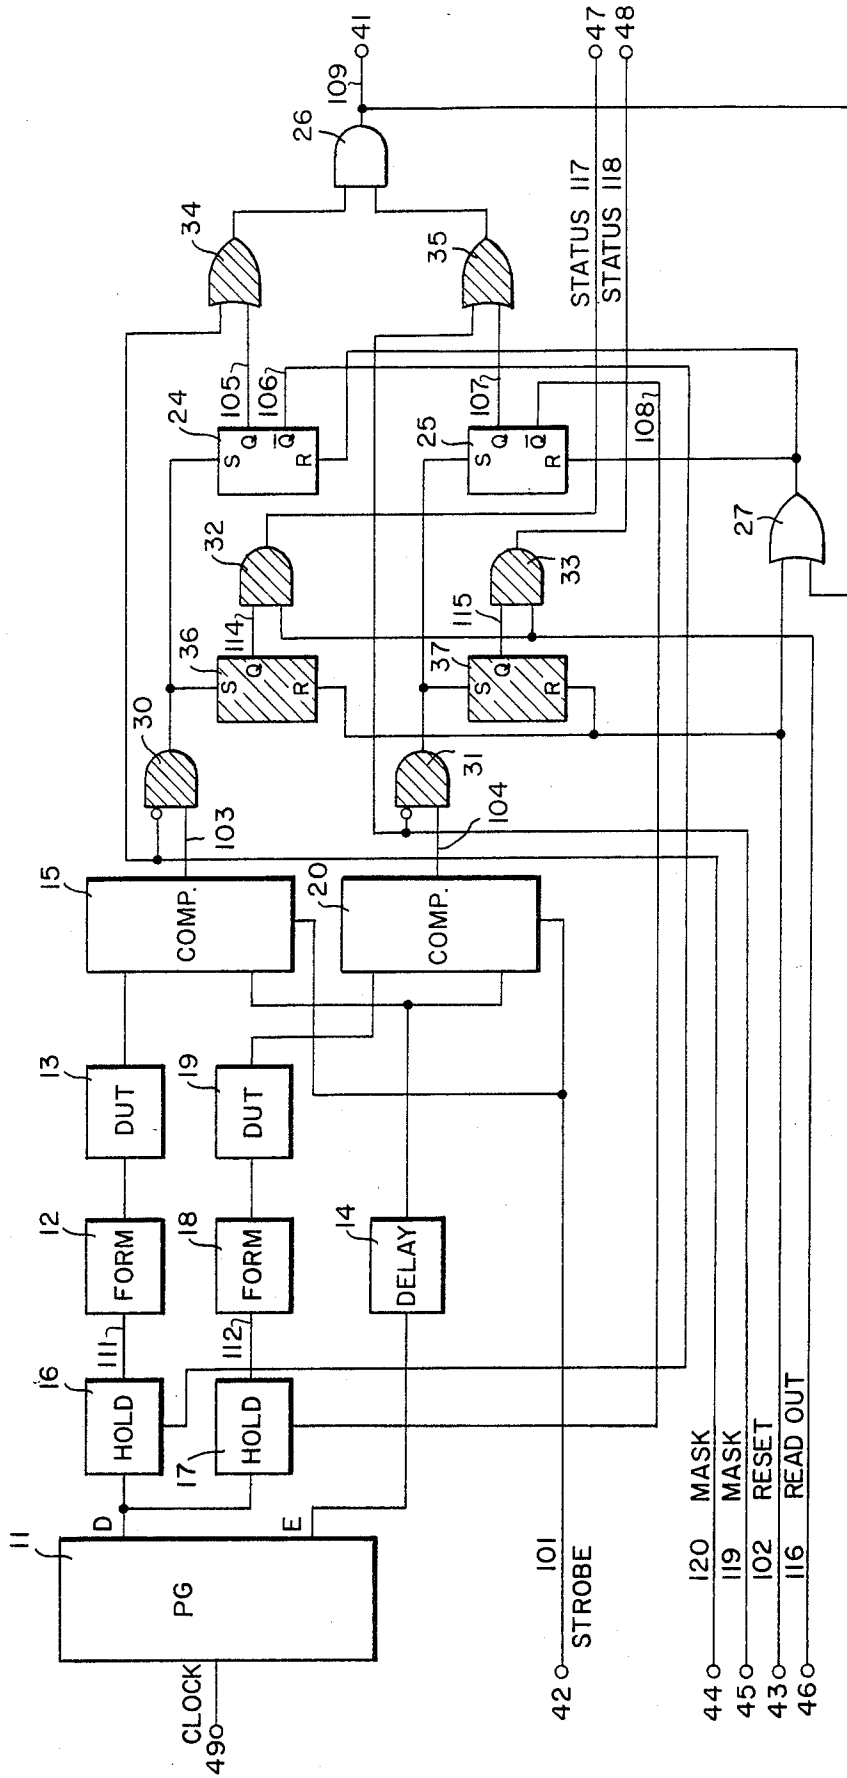 11
CLOCK
49
PG
D
E
16
HOLD
17
HOLD
111
112
12
FORM
18
FORM
14
DELAY
13
DUT
19
DUT
15
COMP.
20
COMP.
103
104
30
31
36
S
Q
R
37
S
Q
R
114
115
32
33
24
S
Q
Q̅
R
25
S
Q
Q̅
R
105
106
107
108
34
35
26
27
109
41
47
48
STATUS 117
STATUS 118
42
101
STROBE
44
120 MASK
45
119 MASK
43
102 RESET
46
116 READ OUT